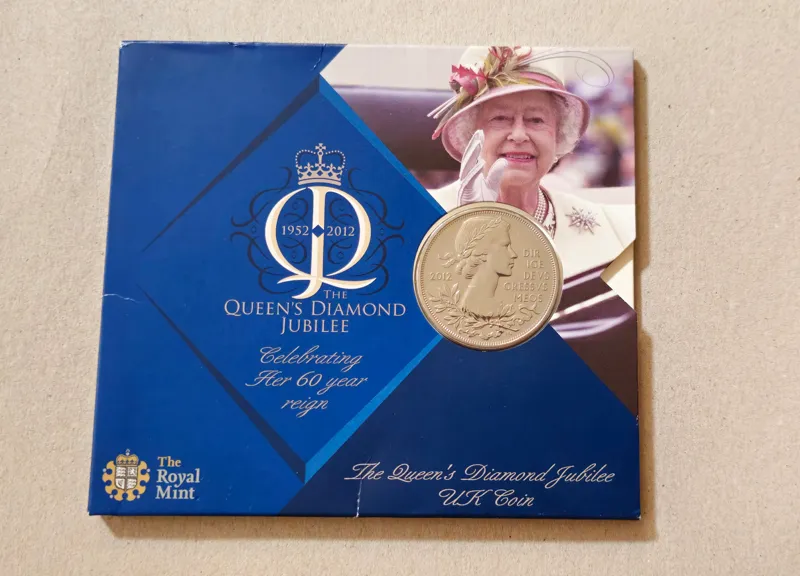 1952 2012
THE
QUEEN'S DIAMOND
JUBILEE
Celebrating
Her 60 year
reign
2012
DIR
IGE
DEVS
GRESSVS
MEOS
The
Royal
Mint
The Queen's Diamond Jubilee
UK Coin